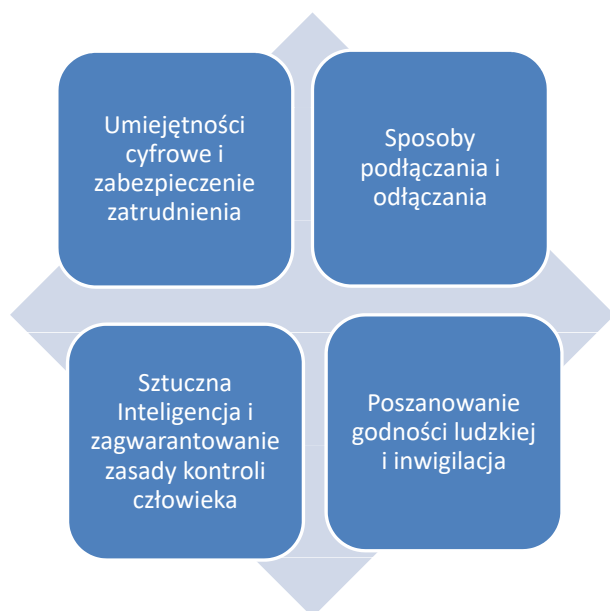 Umiejętności
cyfrowe i
zabezpieczenie
zatrudnienia
Sposoby
podłączania i
odłączania
Sztuczna
Inteligencja i
zagwarantowanie
zasady kontroli
człowieka
Poszanowanie
godności ludzkiej
i inwigilacja